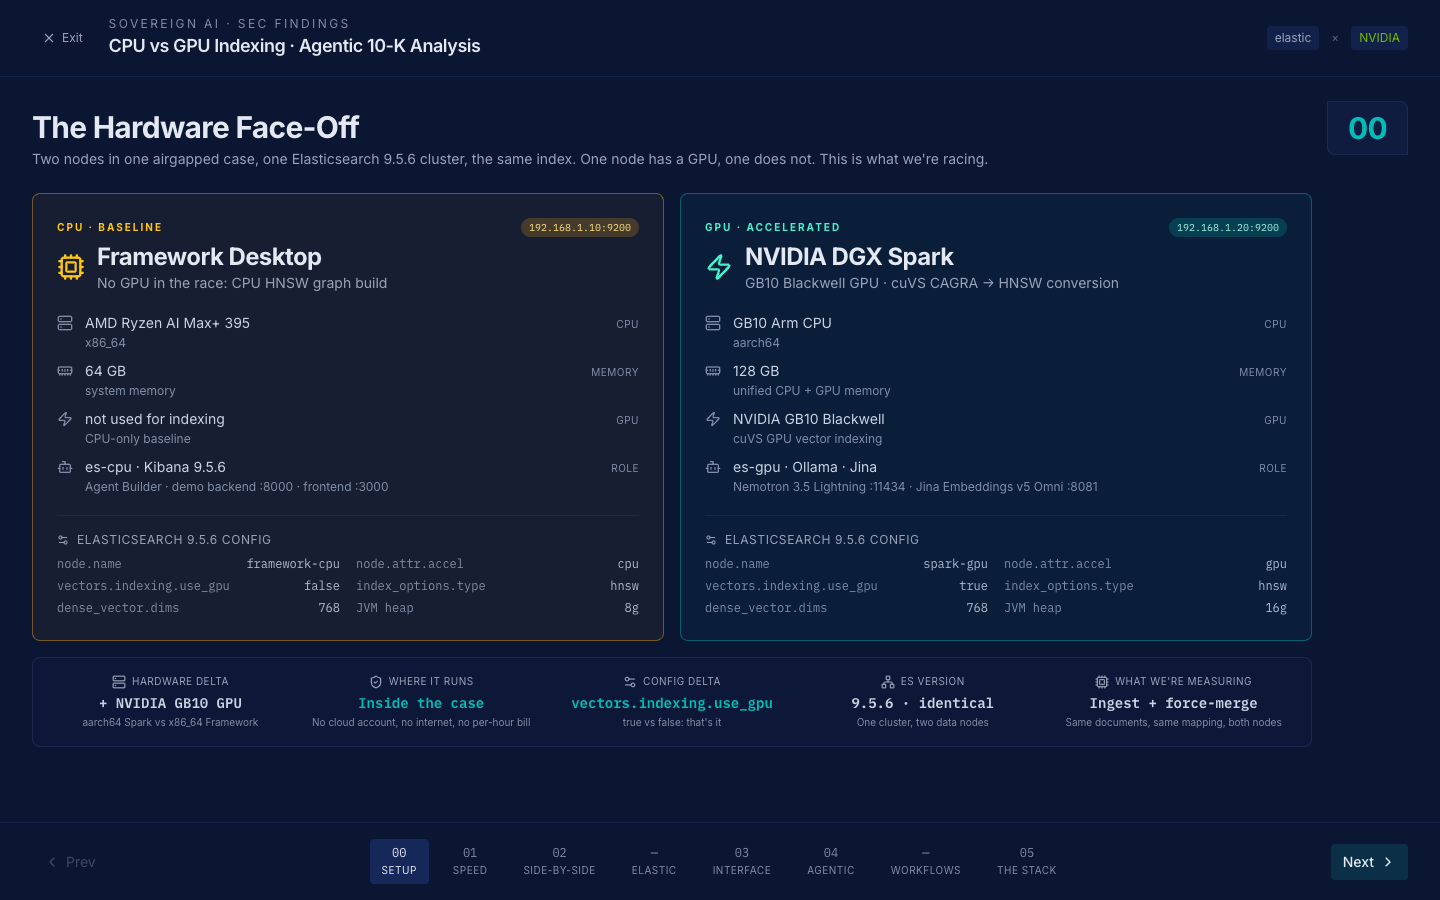 Exit
SOVEREIGN AI · SEC FINDINGS
CPU vs GPU Indexing · Agentic 10-K Analysis
elastic × NVIDIA
The Hardware Face-Off
Two nodes in one airgapped case, one Elasticsearch 9.5.6 cluster, the same index. One node has a GPU, one does not. This is what we're racing.
00
CPU · BASELINE
192.168.1.10:9200
Framework Desktop
No GPU in the race: CPU HNSW graph build
AMD Ryzen AI Max+ 395 CPU
x86_64
64 GB MEMORY
system memory
not used for indexing GPU
CPU-only baseline
es-cpu · Kibana 9.5.6 ROLE
Agent Builder · demo backend :8000 · frontend :3000
ELASTICSEARCH 9.5.6 CONFIG
node.name framework-cpu node.attr.accel cpu
vectors.indexing.use_gpu false index_options.type hnsw
dense_vector.dims 768 JVM heap 8g
GPU · ACCELERATED
192.168.1.20:9200
NVIDIA DGX Spark
GB10 Blackwell GPU · cuVS CAGRA → HNSW conversion
GB10 Arm CPU CPU
aarch64
128 GB MEMORY
unified CPU + GPU memory
NVIDIA GB10 Blackwell GPU
cuVS GPU vector indexing
es-gpu · Ollama · Jina ROLE
Nemotron 3.5 Lightning :11434 · Jina Embeddings v5 Omni :8081
ELASTICSEARCH 9.5.6 CONFIG
node.name spark-gpu node.attr.accel gpu
vectors.indexing.use_gpu true index_options.type hnsw
dense_vector.dims 768 JVM heap 16g
HARDWARE DELTA
+ NVIDIA GB10 GPU
aarch64 Spark vs x86_64 Framework
WHERE IT RUNS
Inside the case
No cloud account, no internet, no per-hour bill
CONFIG DELTA
vectors.indexing.use_gpu
true vs false: that's it
ES VERSION
9.5.6 · identical
One cluster, two data nodes
WHAT WE'RE MEASURING
Ingest + force-merge
Same documents, same mapping, both nodes
Prev
00
SETUP
01
SPEED
02
SIDE-BY-SIDE
—
ELASTIC
03
INTERFACE
04
AGENTIC
—
WORKFLOWS
05
THE STACK
Next